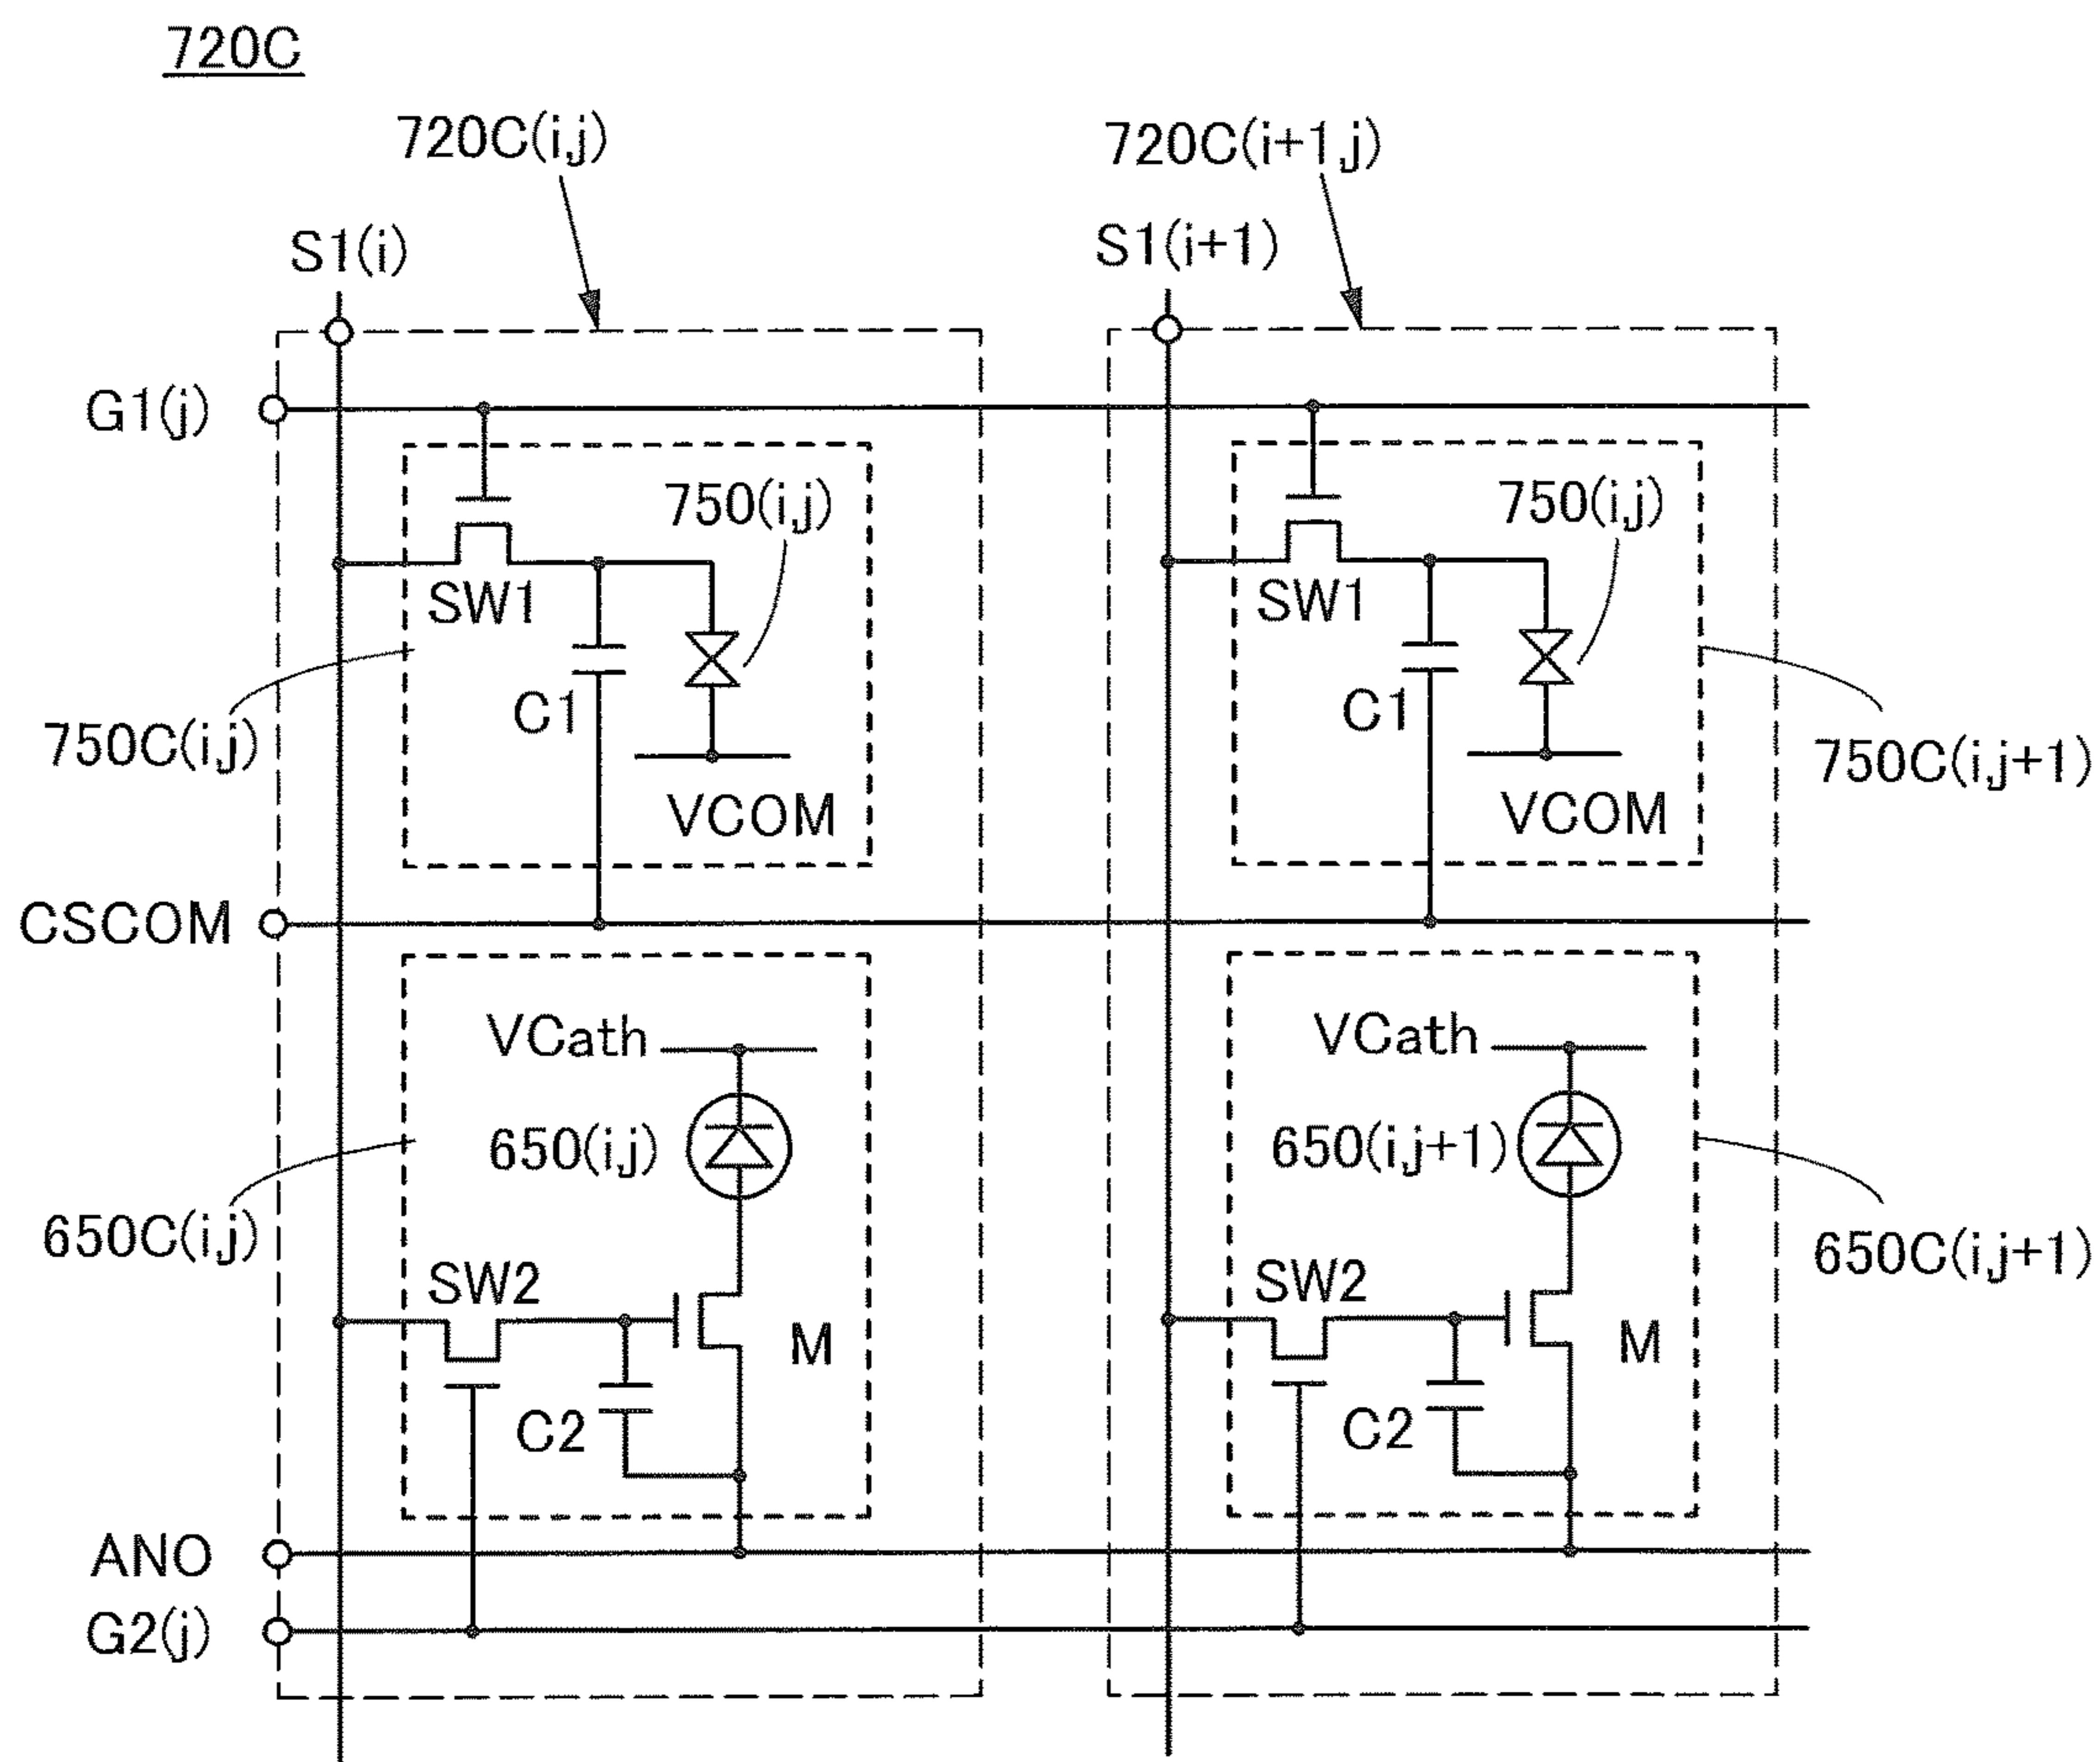 720C
720C(i,j)
720C(i+1,j)
S1(i)
S1(i+1)
G1(j)
750(i,j)
750(i,j)
SW1
SW1
C1
C1
750C(i,j)
750C(i,j+1)
VCOM
VCOM
CSCOM
VCath
VCath
650(i,j)
650(i,j+1)
650C(i,j)
650C(i,j+1)
SW2
SW2
M
M
C2
C2
ANO
G2(j)